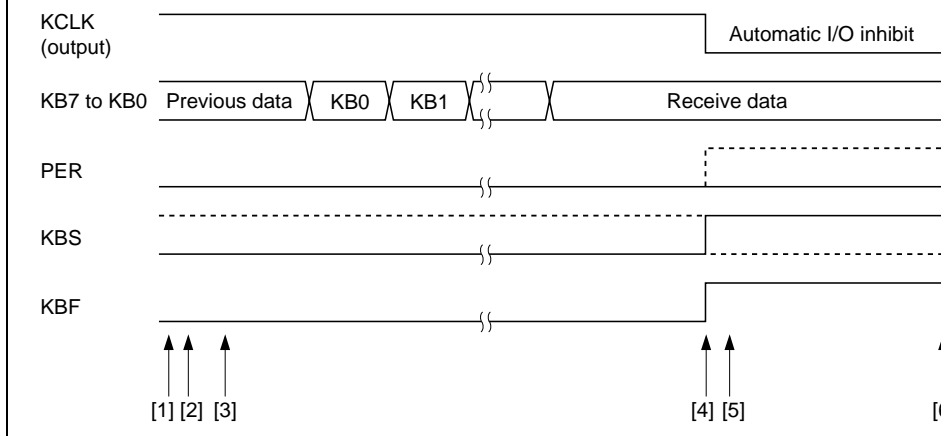 KCLK
(output)
Automatic I/O inhibit
KB7 to KB0 Previous data KB0 KB1 Receive data
PER
KBS
KBF
[1] [2] [3] [4] [5]